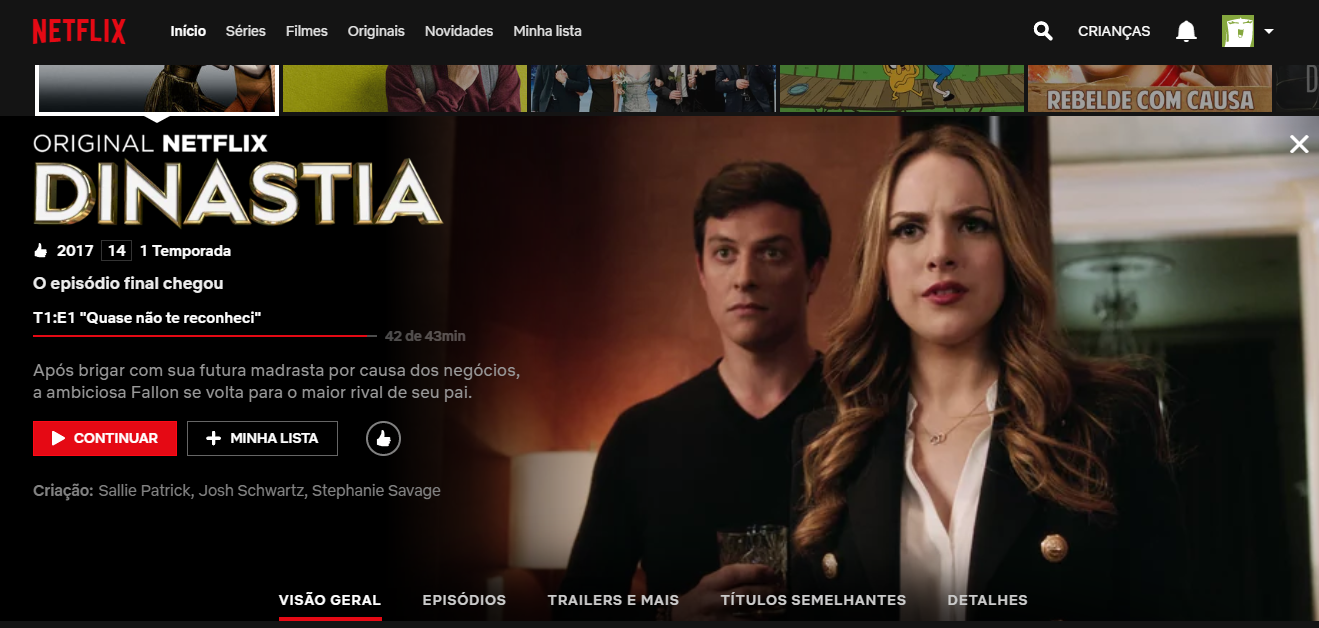 NETFLIX
Início Séries Filmes Originais Novidades Minha lista
CRIANÇAS
REBELDE COM CAUSA
ORIGINAL NETFLIX
DINASTIA
2017 14 1 Temporada
O episódio final chegou
T1:E1 "Quase não te reconheci"
42 de 43min
Após brigar com sua futura madrasta por causa dos negócios,
a ambiciosa Fallon se volta para o maior rival de seu pai.
CONTINUAR
MINHA LISTA
Criação: Sallie Patrick, Josh Schwartz, Stephanie Savage
VISÃO GERAL EPISÓDIOS TRAILERS E MAIS TÍTULOS SEMELHANTES DETALHES